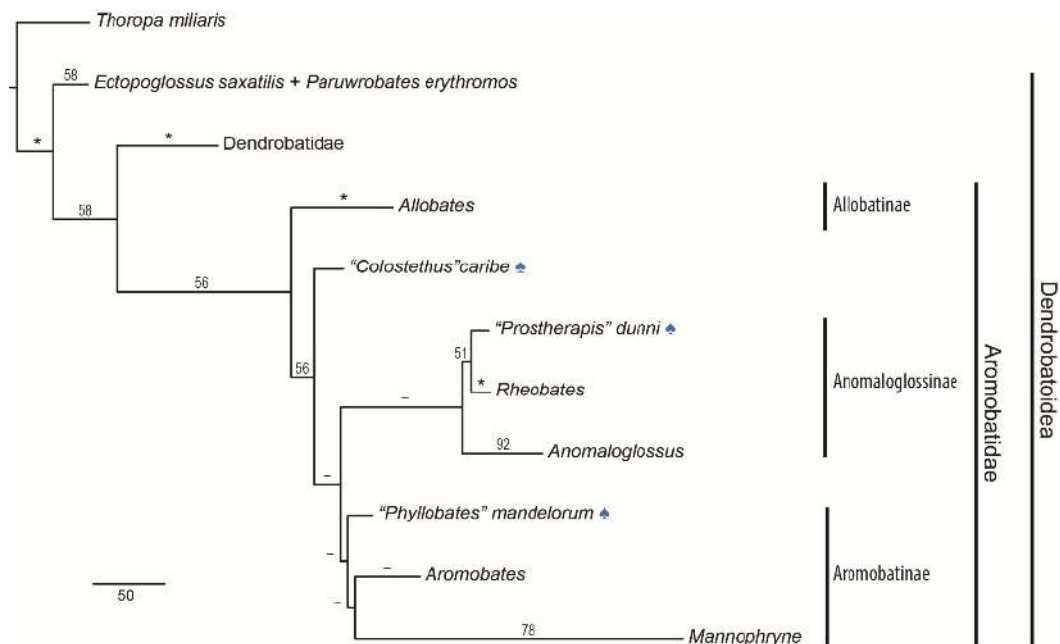 Thoropa miliaris
58
Ectopoglossus saxatilis + Paruwrobates erythromos
*
*
Dendrobatidae
58
*
Allobates
Allobatinae
"Colostethus"caribe ♠
56
"Prostherapis" dunni ♠
51
56
*
Rheobates
Anomaloglossinae
–
92
Anomaloglossus
–
"Phyllobates" mandelorum ♠
–
–
Aromobates
Aromobatinae
50
–
78
Mannophryne
Aromobatidae
Dendrobatoidea